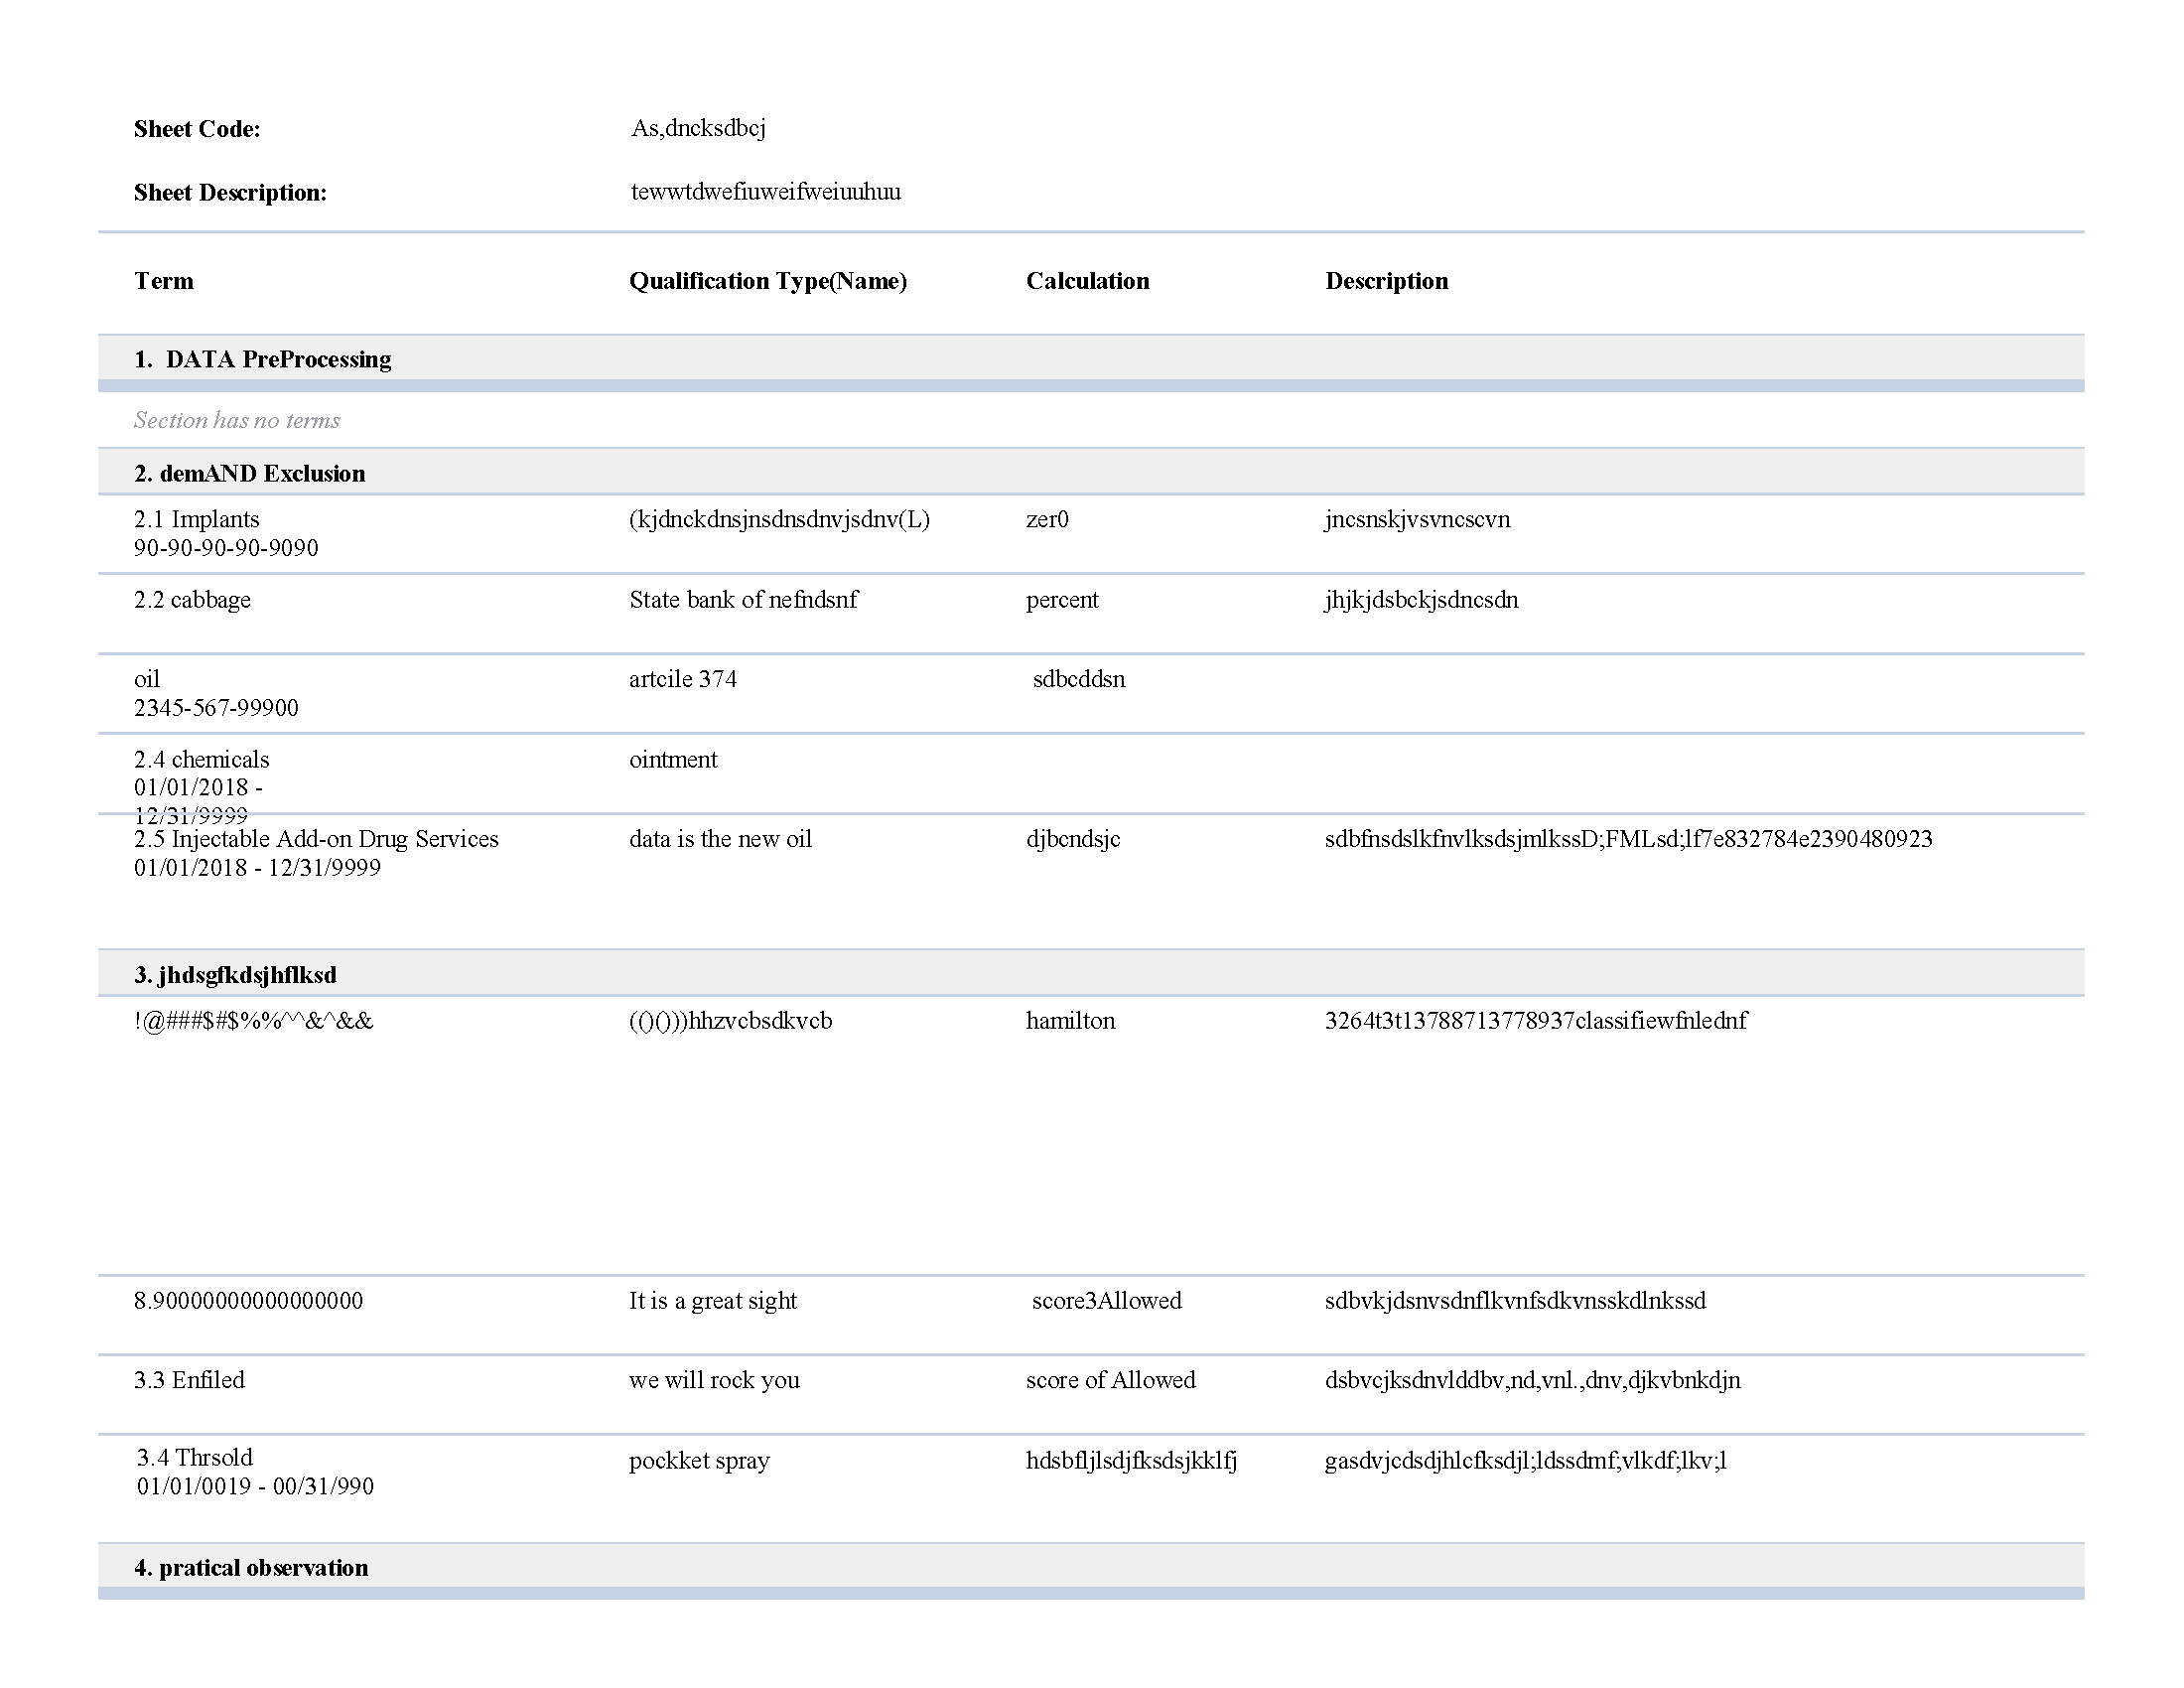 Sheet Code: As,dncksdbcj
Sheet Description: tewwtdwefiuweifweiuuhuu
Term Qualification Type(Name) Calculation Description
1. DATA PreProcessing
Section has no terms
2. demAND Exclusion
2.1 Implants (kjdnckdnsjnsdnsdnvjsdnv(L) zer0 jncsnskjvsvncscvn
90-90-90-90-9090
2.2 cabbage State bank of nefndsnf percent jhjkjdsbckjsdncsdn
oil artcile 374 sdbcddsn
2345-567-99900
2.4 chemicals ointment
01/01/2018 -
12/31/9999
2.5 Injectable Add-on Drug Services data is the new oil djbcndsjc sdbfnsdslkfnvlksdsjmlkssD;FMLsd;lf7e832784e2390480923
01/01/2018 - 12/31/9999
3. jhdsgfkdsjhflksd
!@###$#$%%^^&^&& (()()))hhzvcbsdkvcb hamilton 3264t3t13788713778937classifiewfnlednf
8.90000000000000000 It is a great sight score3Allowed sdbvkjdsnvsdnflkvnfsdkvnsskdlnkssd
3.3 Enfiled we will rock you score of Allowed dsbvcjksdnvlddbv,nd,vnl.,dnv,djkvbnkdjn
3.4 Thrsold pockket spray hdsbfljlsdjfksdsjkklfj gasdvjcdsdjhlcfksdjl;ldssdmf;vlkdf;lkv;l
01/01/0019 - 00/31/990
4. pratical observation